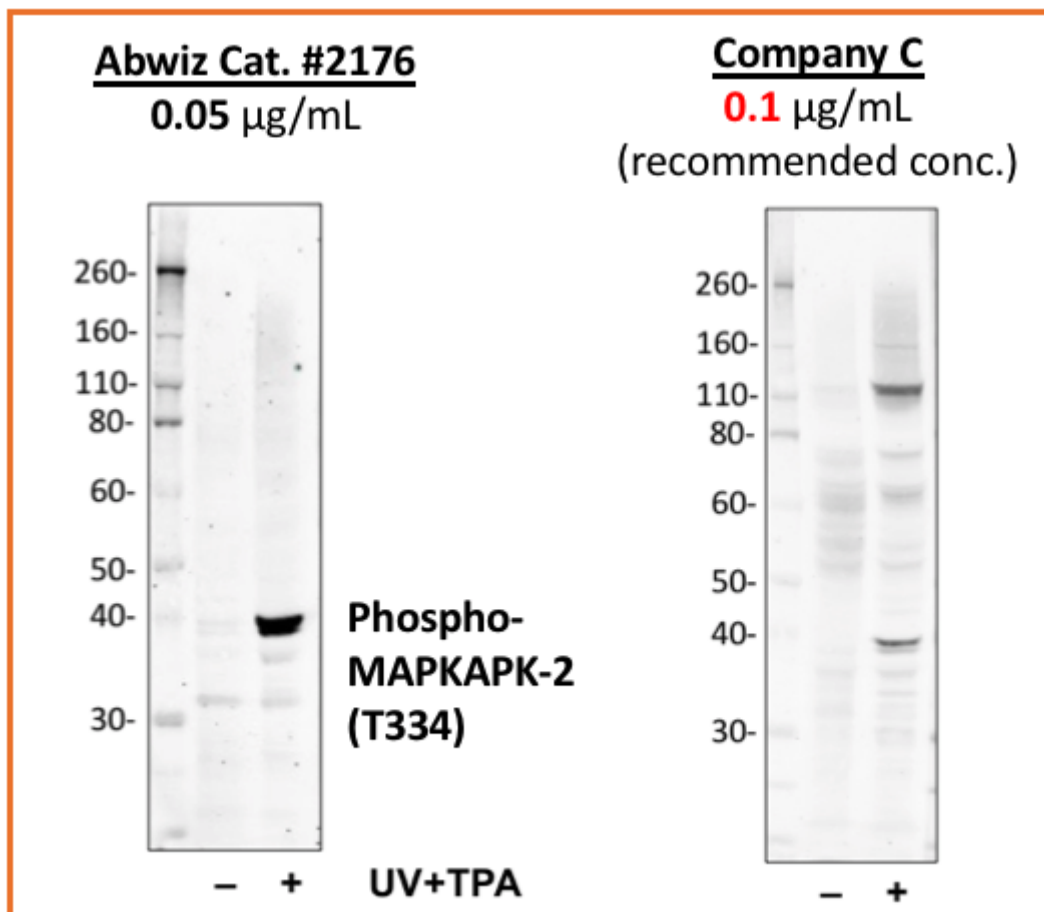 Abwiz Cat. #2176
0.05 µg/mL
260-
160-
110-
80-
60-
50-
40-
30-
Phospho-
MAPKAPK-2
(T334)
– + UV+TPA
Company C
0.1 µg/mL
(recommended conc.)
260-
160-
110-
80-
60-
50-
40-
30-
– +